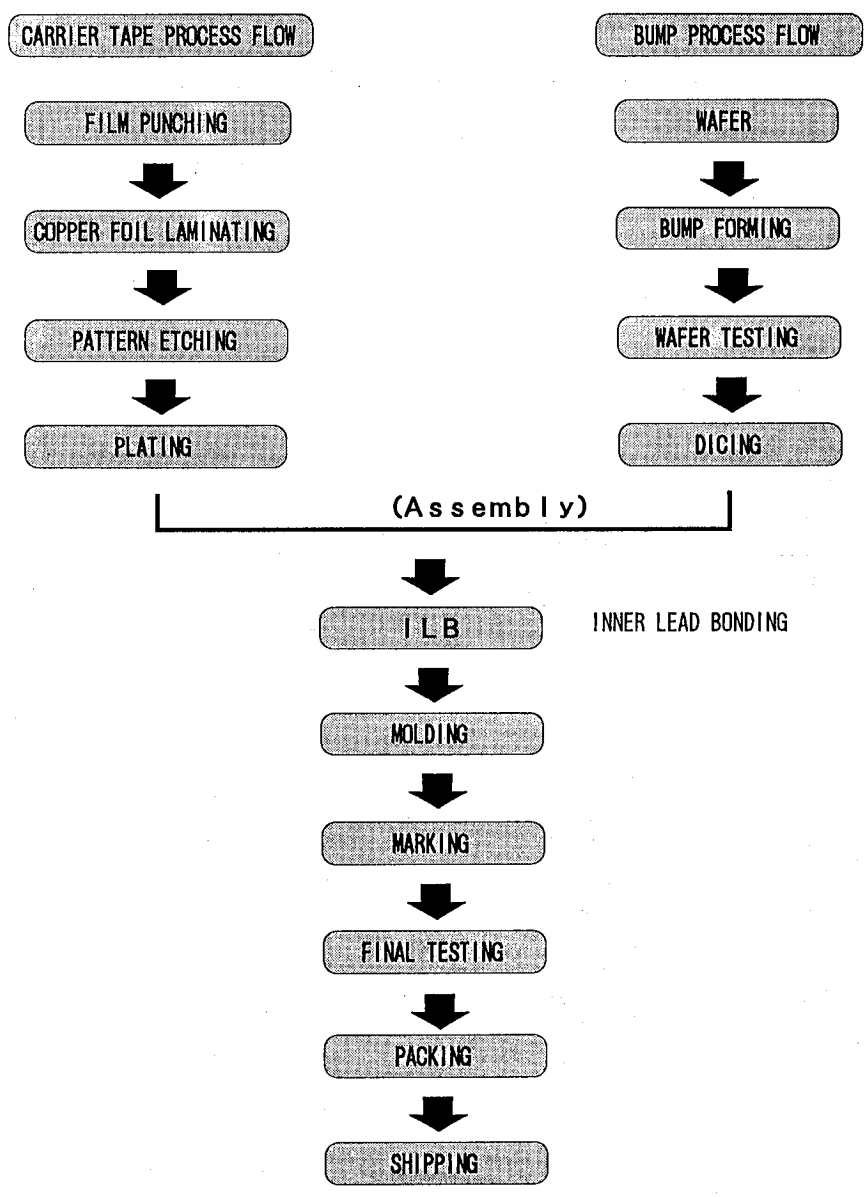 CARRIER TAPE PROCESS FLOW
FILM PUNCHING
COPPER FOIL LAMINATING
PATTERN ETCHING
PLATING
BUMP PROCESS FLOW
WAFER
BUMP FORMING
WAFER TESTING
DICING
(Assembly)
ILB
INNER LEAD BONDING
MOLDING
MARKING
FINAL TESTING
PACKING
SHIPPING